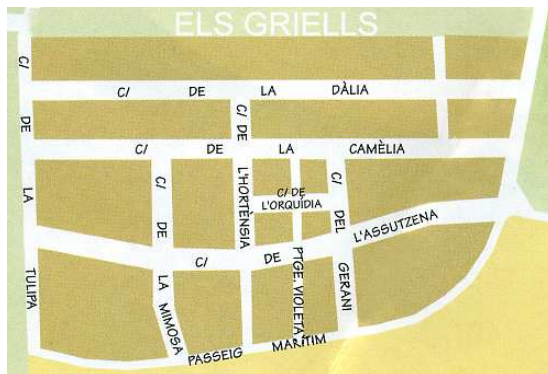 ELS GRIELLS
C/ DE LA TULIPA
C/ DE LA DÀLIA
C/ DE L'HORTÈNSIA
C/ DE LA CAMÈLIA
C/ DE LA MIMOSA
C/ DE L'ORQUÍDIA
C/ DEL GERANI
C/ DE L'ASSUTZENA
PTGE. VIOLETA
PASSEIG MARÍTIM